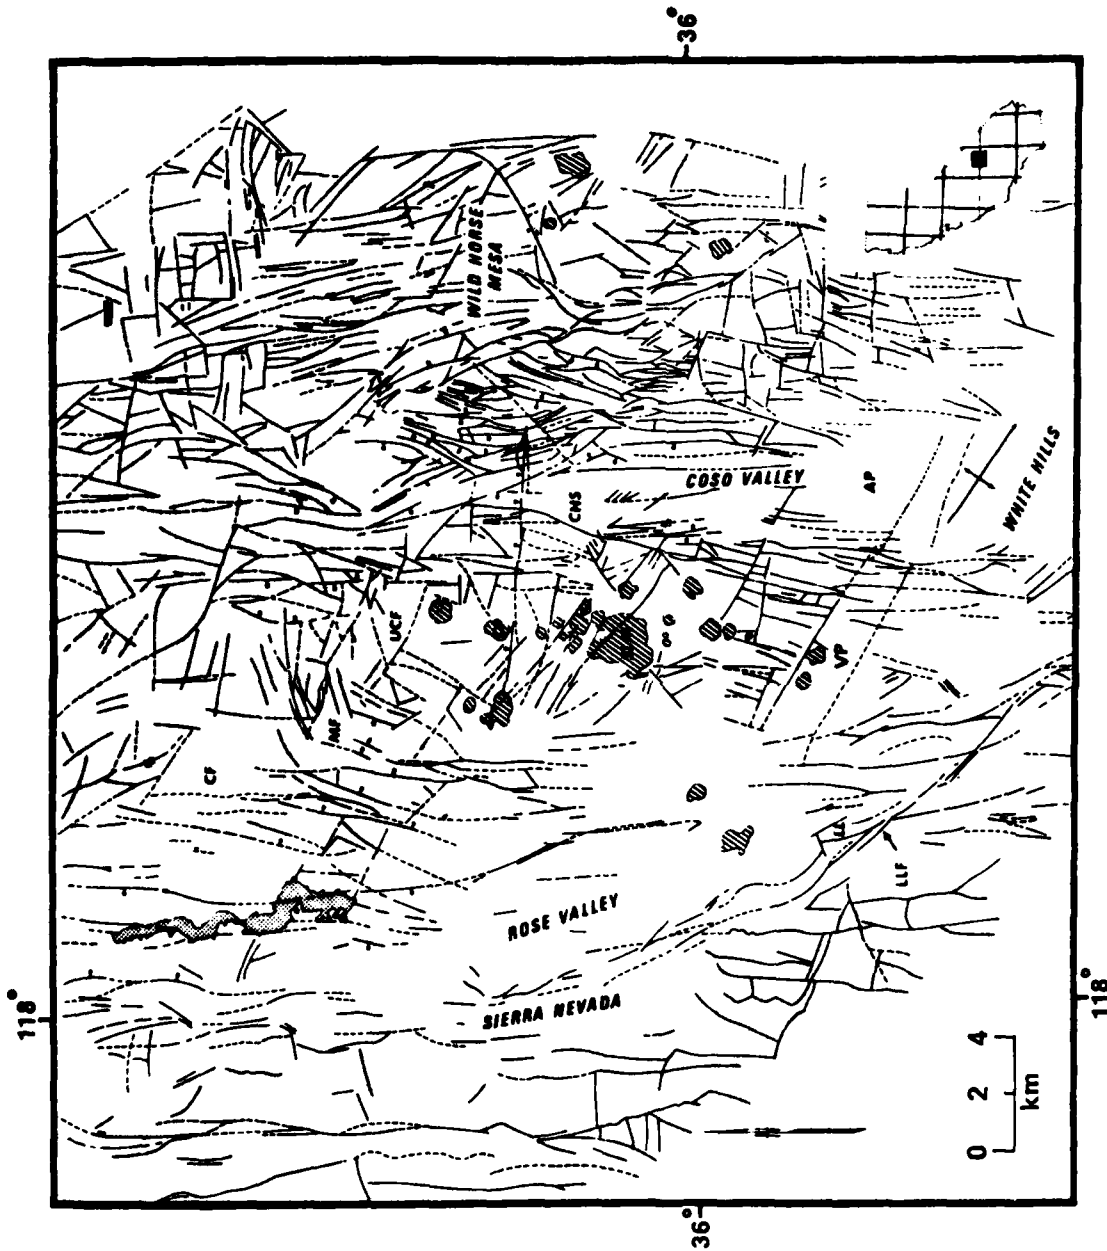 36°
118°
WILD HORSE
MESA
COSO VALLEY
CHS
AP
WHITE HILLS
UCF
MF
CF
VP
LL
LLF
ROSE VALLEY
SIERRA NEVADA
0 2 4
km
36°
118°